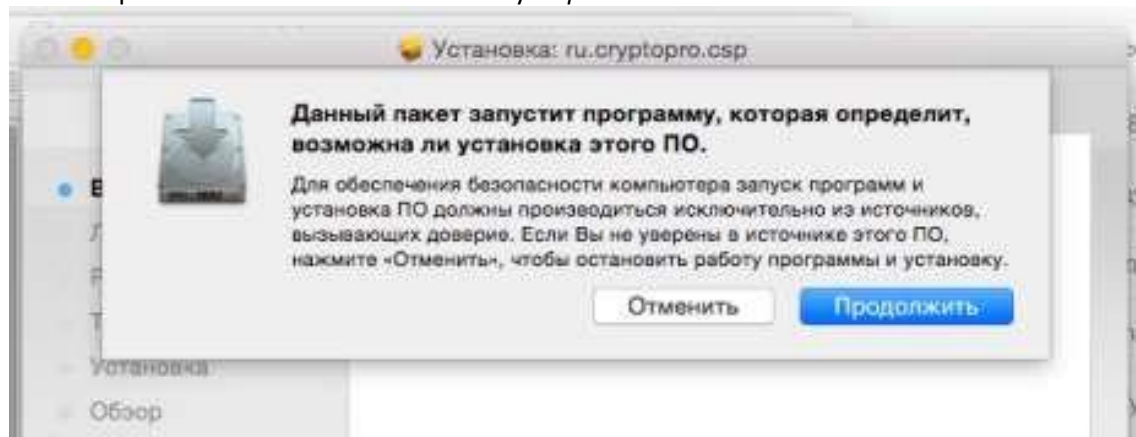 Установка: ru.cryptopro.csp
Данный пакет запустит программу, которая определит,
возможна ли установка этого ПО.
Для обеспечения безопасности компьютера запуск программ и
установка ПО должны производиться исключительно из источников,
вызывающих доверие. Если Вы не уверены в источнике этого ПО,
нажмите «Отменить», чтобы остановить работу программы и установку.
Отменить Продолжить
Установка
Обзор